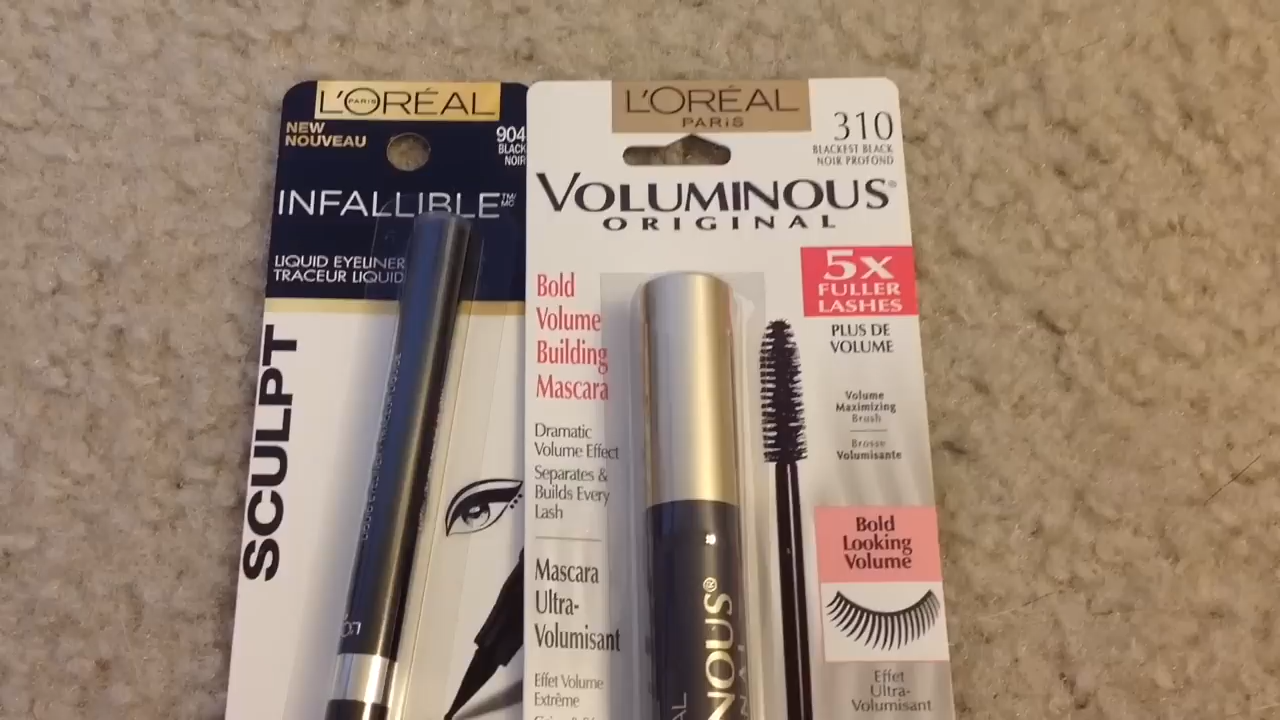 L'ORÉAL
PARIS
NEW
NOUVEAU
904
BLACK
NOIR
INFALLIBLE TM/MC
LIQUID EYELINER
TRACEUR LIQUID
SCULPT
L'ORÉAL
PARIS
310
BLACKEST BLACK
NOIR PROFOND
VOLUMINOUS®
ORIGINAL
5X
FULLER
LASHES
PLUS DE
VOLUME
Bold
Volume
Building
Mascara
Dramatic
Volume Effect
Separates &
Builds Every
Lash
Mascara
Ultra-
Volumisant
Effet Volume
Extrême
Volume
Maximizing
Brush
Brosse
Volumisante
Bold
Looking
Volume
Effet
Ultra-
Volumisant
NOUS®